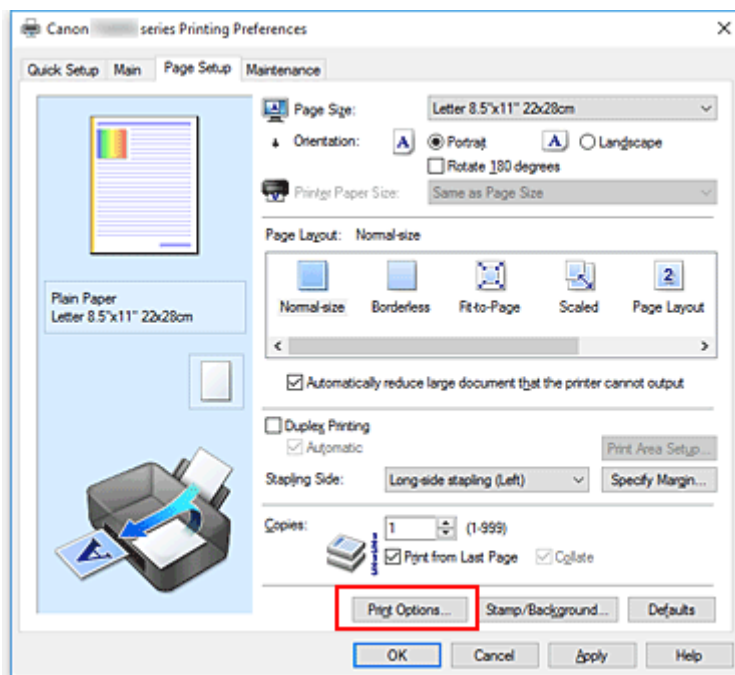 Canon series Printing Preferences
Quick Setup Main Page Setup Maintenance
Page Size: Letter 8.5"x11" 22x28cm
Orientation: A Portrait A Landscape
Rotate 180 degrees
Printer Paper Size: Same as Page Size
Page Layout: Normal-size
2
Normal-size Borderless Fit-to-Page Scaled Page Layout
Plain Paper
Letter 8.5"x11" 22x28cm
Automatically reduce large document that the printer cannot output
Duplex Printing
Automatic Print Area Setup...
Stapling Side: Long-side stapling (Left) Specify Margin...
Copies: 1 (1-999)
Print from Last Page Collate
A
Print Options... Stamp/Background... Defaults
OK Cancel Apply Help